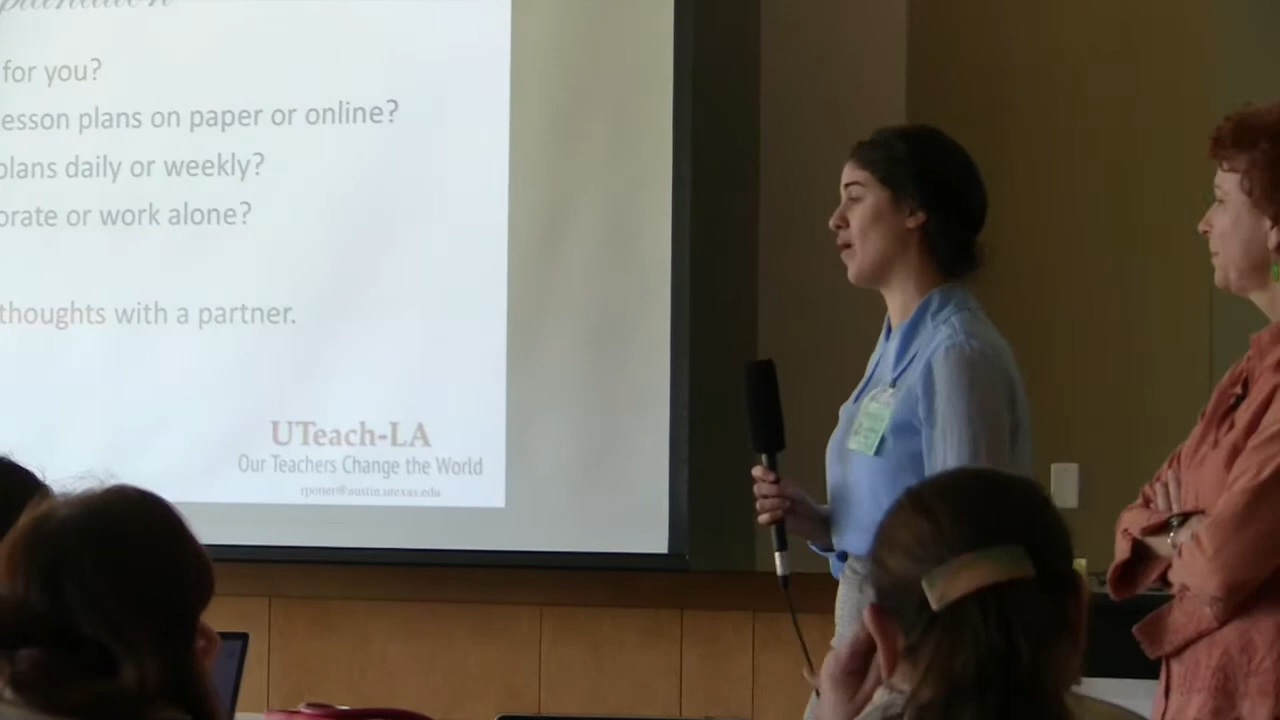 for you?
esson plans on paper or online?
plans daily or weekly?
orate or work alone?
thoughts with a partner.
UTeach-LA
Our Teachers Change the World